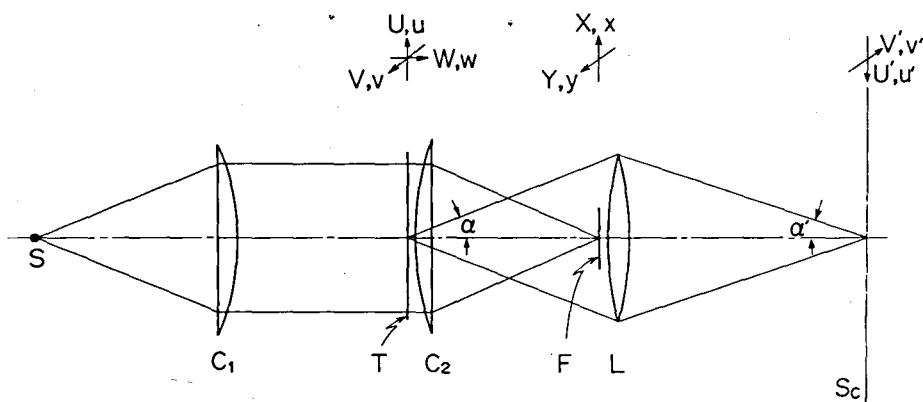 U,u
V,v
W,w
X,x
Y,y
V',v'
U',u'
S
C₁
T
C₂
α
F
L
α'
Sc